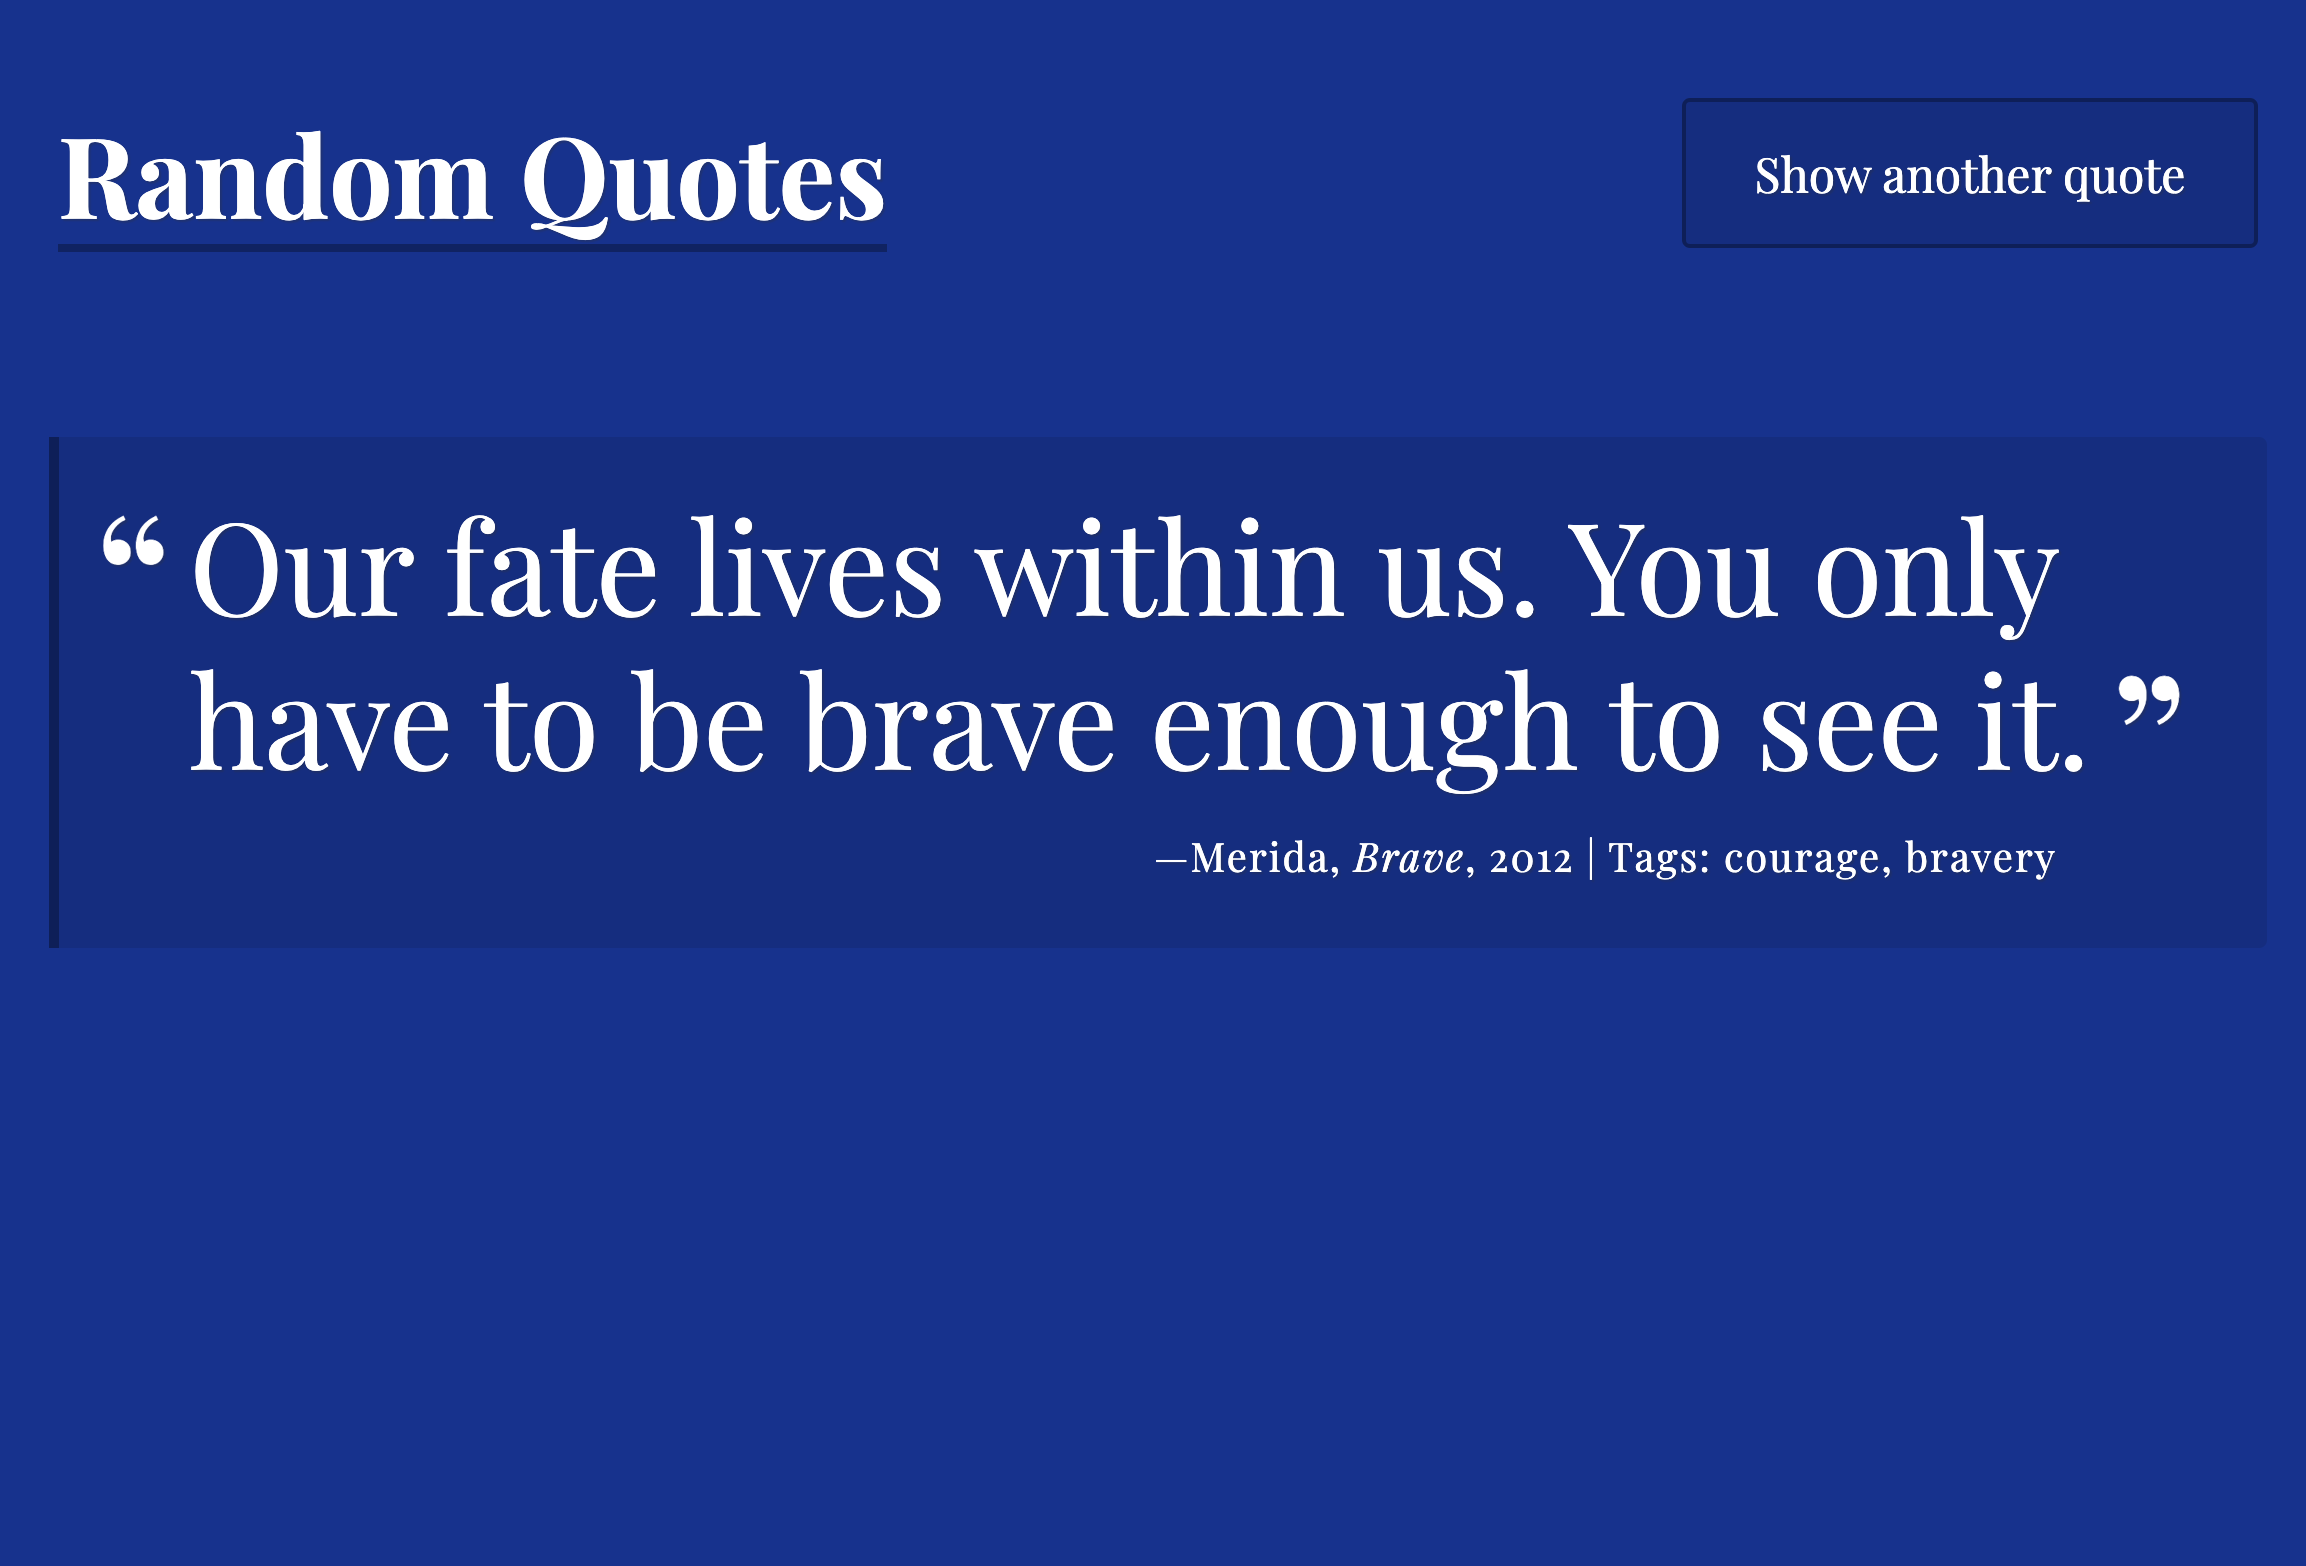 Random Quotes
Show another quote
“Our fate lives within us. You only
have to be brave enough to see it.”
—Merida, Brave, 2012 | Tags: courage, bravery